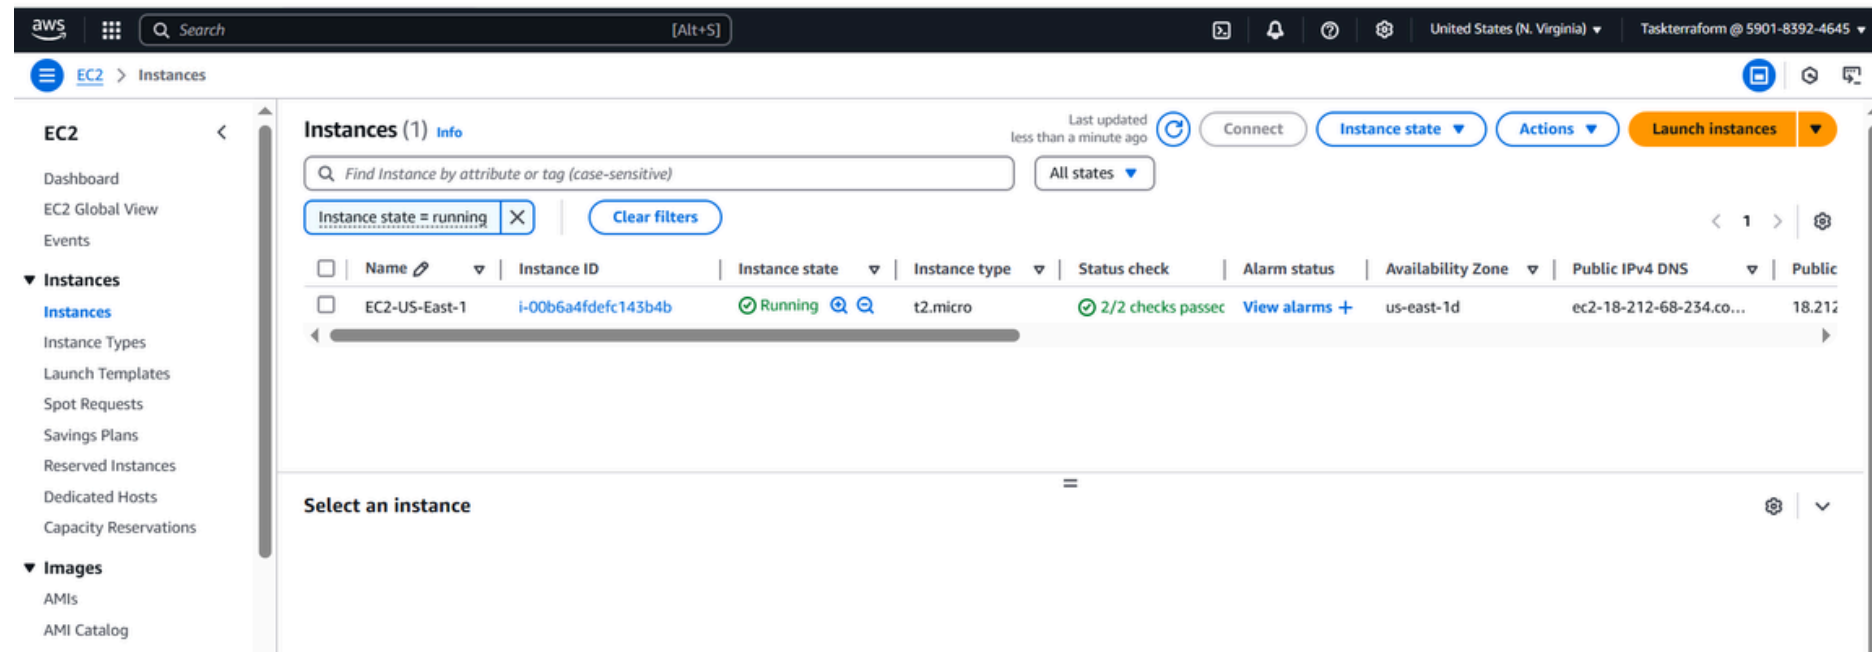 aws Search [Alt+S] United States (N. Virginia) Taskterraform @ 5901-8392-4645
EC2 > Instances
EC2
Dashboard
EC2 Global View
Events
Instances
Instances
Instance Types
Launch Templates
Spot Requests
Savings Plans
Reserved Instances
Dedicated Hosts
Capacity Reservations
Images
AMIs
AMI Catalog
Instances (1) Info
Last updated
less than a minute ago
Connect Instance state Actions Launch instances
Find Instance by attribute or tag (case-sensitive) All states
Instance state = running Clear filters 1
Name Instance ID Instance state Instance type Status check Alarm status Availability Zone Public IPv4 DNS Public
EC2-US-East-1 i-00b6a4fdefc143b4b Running t2.micro 2/2 checks passec View alarms + us-east-1d ec2-18-212-68-234.co... 18.212
Select an instance